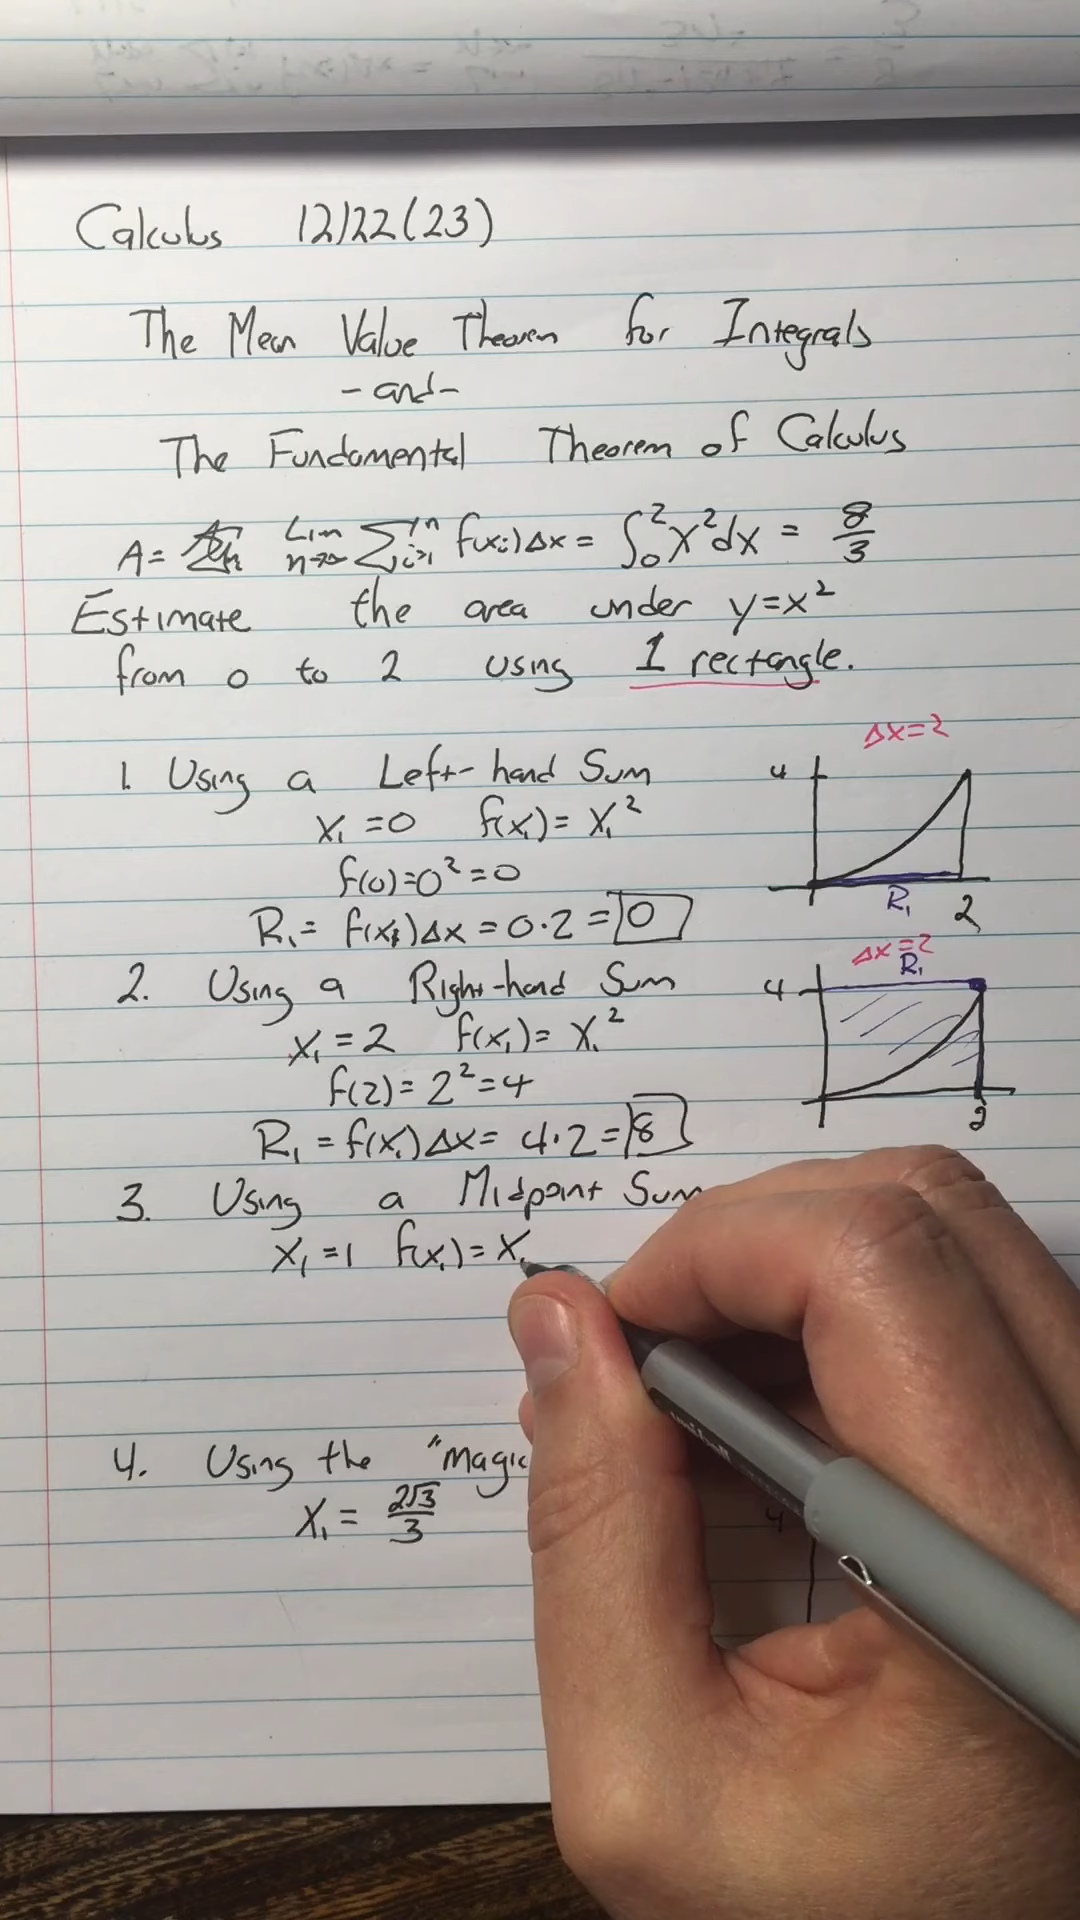 Calculus 12/22(23)
The Mean Value Theorem for Integrals
-and-
The Fundamental Theorem of Calculus
A= Lim n→∞ ∑ⁿᵢ₌₁ f(xᵢ)Δx = ∫₀² x²dx = 8/3
Estimate the area under y=x²
from 0 to 2 using 1 rectangle.
Δx=2
1. Using a Left-hand Sum
4
x₁=0 f(x₁)= x₁²
f(0)=0²=0
R₁ 2
R₁= f(x₁)Δx = 0·2 = 0
Δx=2
R₁
2. Using a Right-hand Sum
4
x₁=2 f(x₁)= x₁²
f(2)= 2²=4
2
R₁ = f(x₁)Δx= 4·2= 8
3. Using a Midpoint Sum
x₁=1 f(x₁)= x₁
4. Using the "magic
x₁= 2√3/3
4